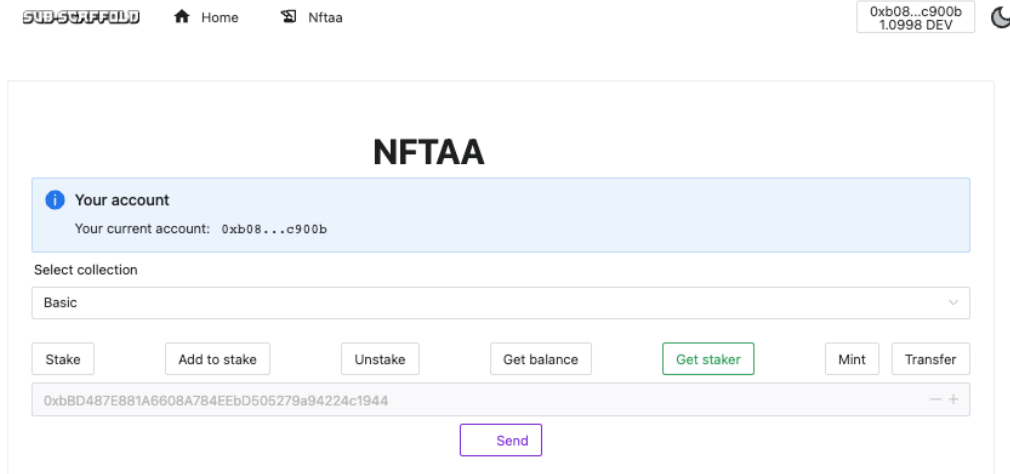 SUB-SCAFFOLD Home Nftaa 0xb08...c900b
1.0998 DEV
NFTAA
Your account
Your current account: 0xb08...c900b
Select collection
Basic
Stake Add to stake Unstake Get balance Get staker Mint Transfer
0xbBD487E881A6608A784EEbD505279a94224c1944
Send